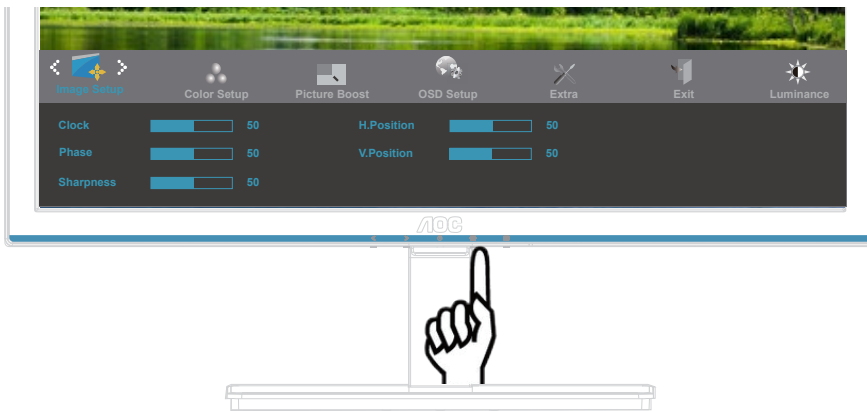 Image Setup Color Setup Picture Boost OSD Setup Extra Exit Luminance
Clock 50 H.Position 50
Phase 50 V.Position 50
Sharpness 50
AOC